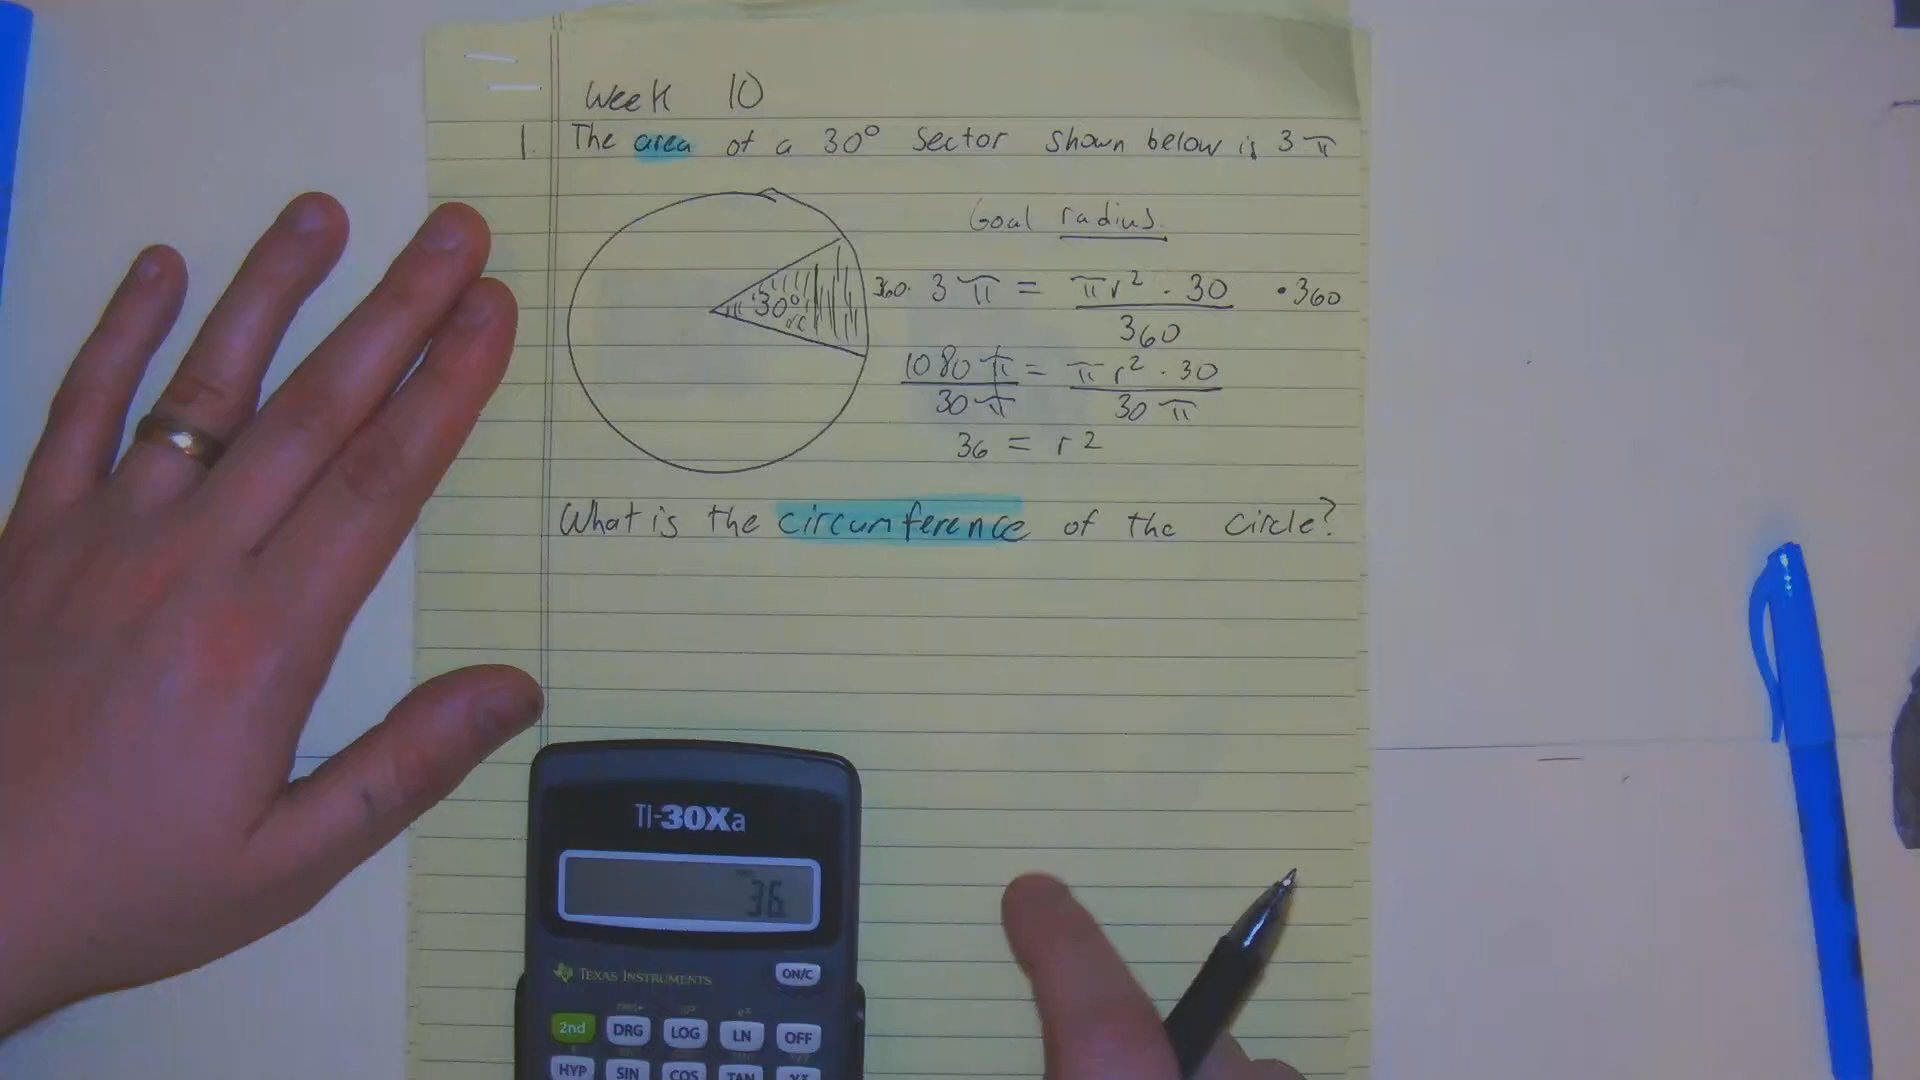 Week 10
1. The area of a 30° Sector shown below is 3π
Goal radius.
30°
360· 3π = πr² · 30 / 360 ·360
1080π / 30π = πr² · 30 / 30π
36 = r²
What is the circumference of the circle?
TI-30Xa
36.
TEXAS INSTRUMENTS
ON/C
2nd DRG LOG LN OFF
HYP SIN COS TAN